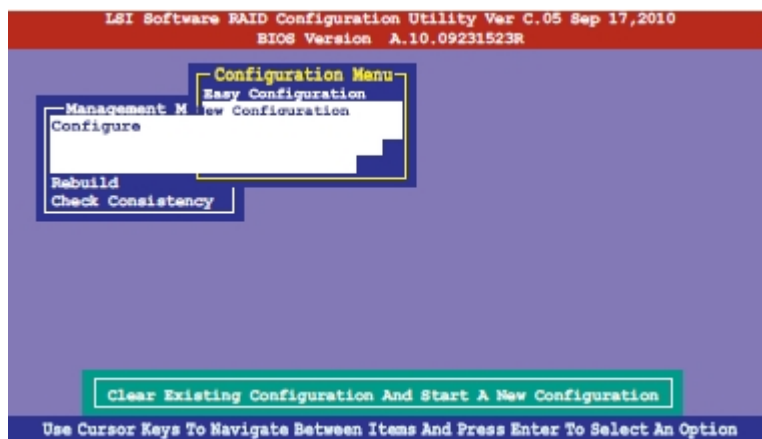 LSI Software RAID Configuration Utility Ver C.05 Sep 17,2010
BIOS Version A.10.09231523R
Configuration Menu
Easy Configuration
New Configuration
Management M
Configure
Rebuild
Check Consistency
Clear Existing Configuration And Start A New Configuration
Use Cursor Keys To Navigate Between Items And Press Enter To Select An Option